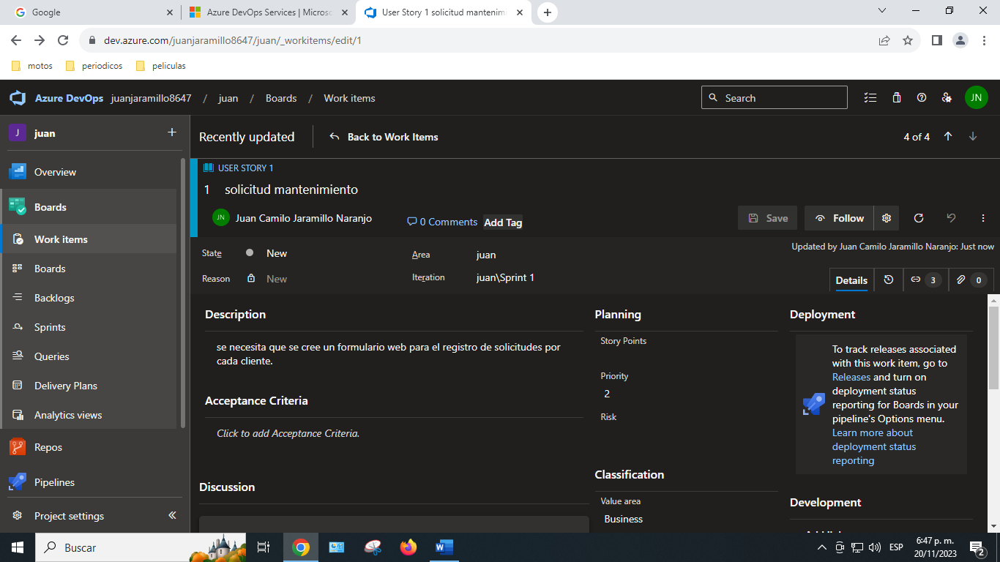 Google
Azure DevOps Services | Microso
User Story 1 solicitud mantenim
dev.azure.com/juanjaramillo8647/juan/_workitems/edit/1
motos
periodicos
peliculas
Azure DevOps juanjaramillo8647 / juan / Boards / Work items
Search
JN
J juan
Recently updated
Back to Work Items
4 of 4
Overview
Boards
Work items
Boards
Backlogs
Sprints
Queries
Delivery Plans
Analytics views
Repos
Pipelines
Project settings
USER STORY 1
1 solicitud mantenimiento
JN Juan Camilo Jaramillo Naranjo
0 Comments
Add Tag
Save
Follow
State New
Area juan
Updated by Juan Camilo Jaramillo Naranjo: Just now
Reason New
Iteration juan\Sprint 1
Details
3
0
Description
se necesita que se cree un formulario web para el registro de solicitudes por
cada cliente.
Acceptance Criteria
Click to add Acceptance Criteria.
Discussion
Planning
Story Points
Priority
2
Risk
Classification
Value area
Business
Deployment
To track releases associated
with this work item, go to
Releases and turn on
deployment status
reporting for Boards in your
pipeline's Options menu.
Learn more about
deployment status
reporting
Development
Buscar
ESP
6:47 p. m.
20/11/2023
2